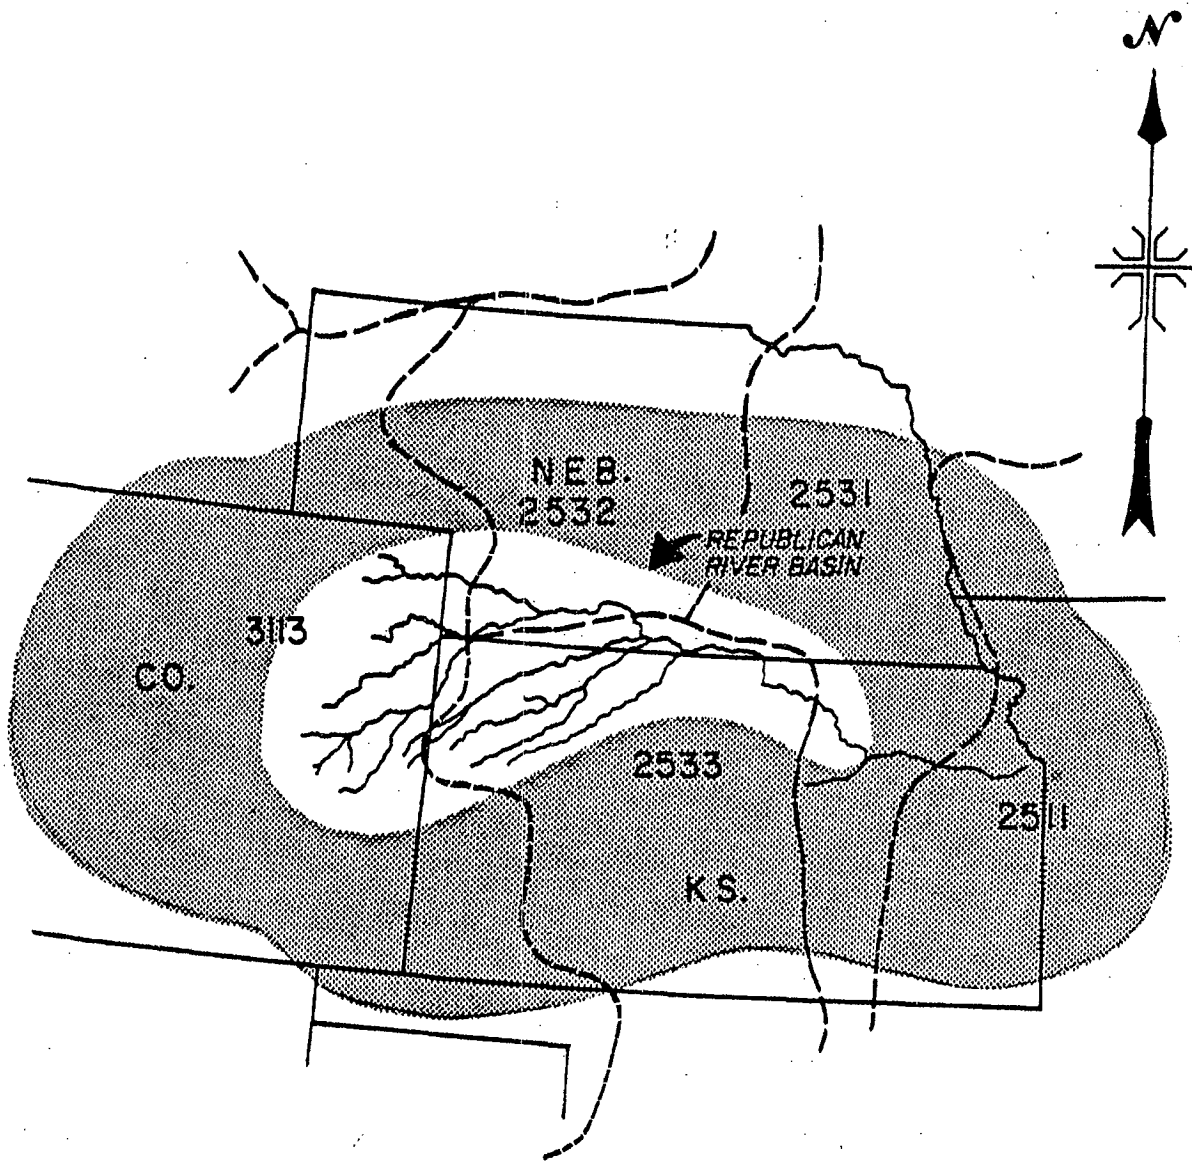 N
NEB.
2532
2531
REPUBLICAN
RIVER BASIN
3113
CO.
2533
2511
KS.